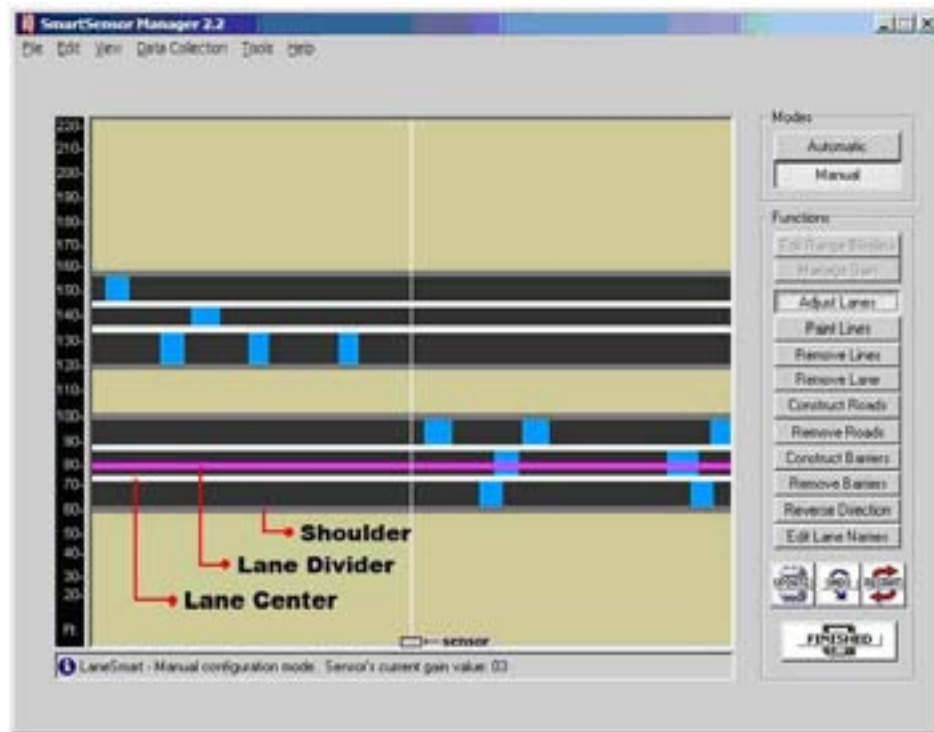 SmartSensor Manager 2.2
File Edit View Data Collection Tools Help
220
210
200
190
180
170
160
150
140
130
120
110
100
90
80
70
60
50
40
30
20
Ft
Shoulder
Lane Divider
Lane Center
sensor
LaneSmart - Manual configuration mode. Sensor's current gain value: 03
Modes
Automatic
Manual
Functions
Edit Range Blanking
Manage Gain
Adjust Lanes
Paint Lines
Remove Lines
Remove Lane
Construct Roads
Remove Roads
Construct Barriers
Remove Barriers
Reverse Direction
Edit Lane Names
UPDATE
UNDO
RESTART
FINISHED